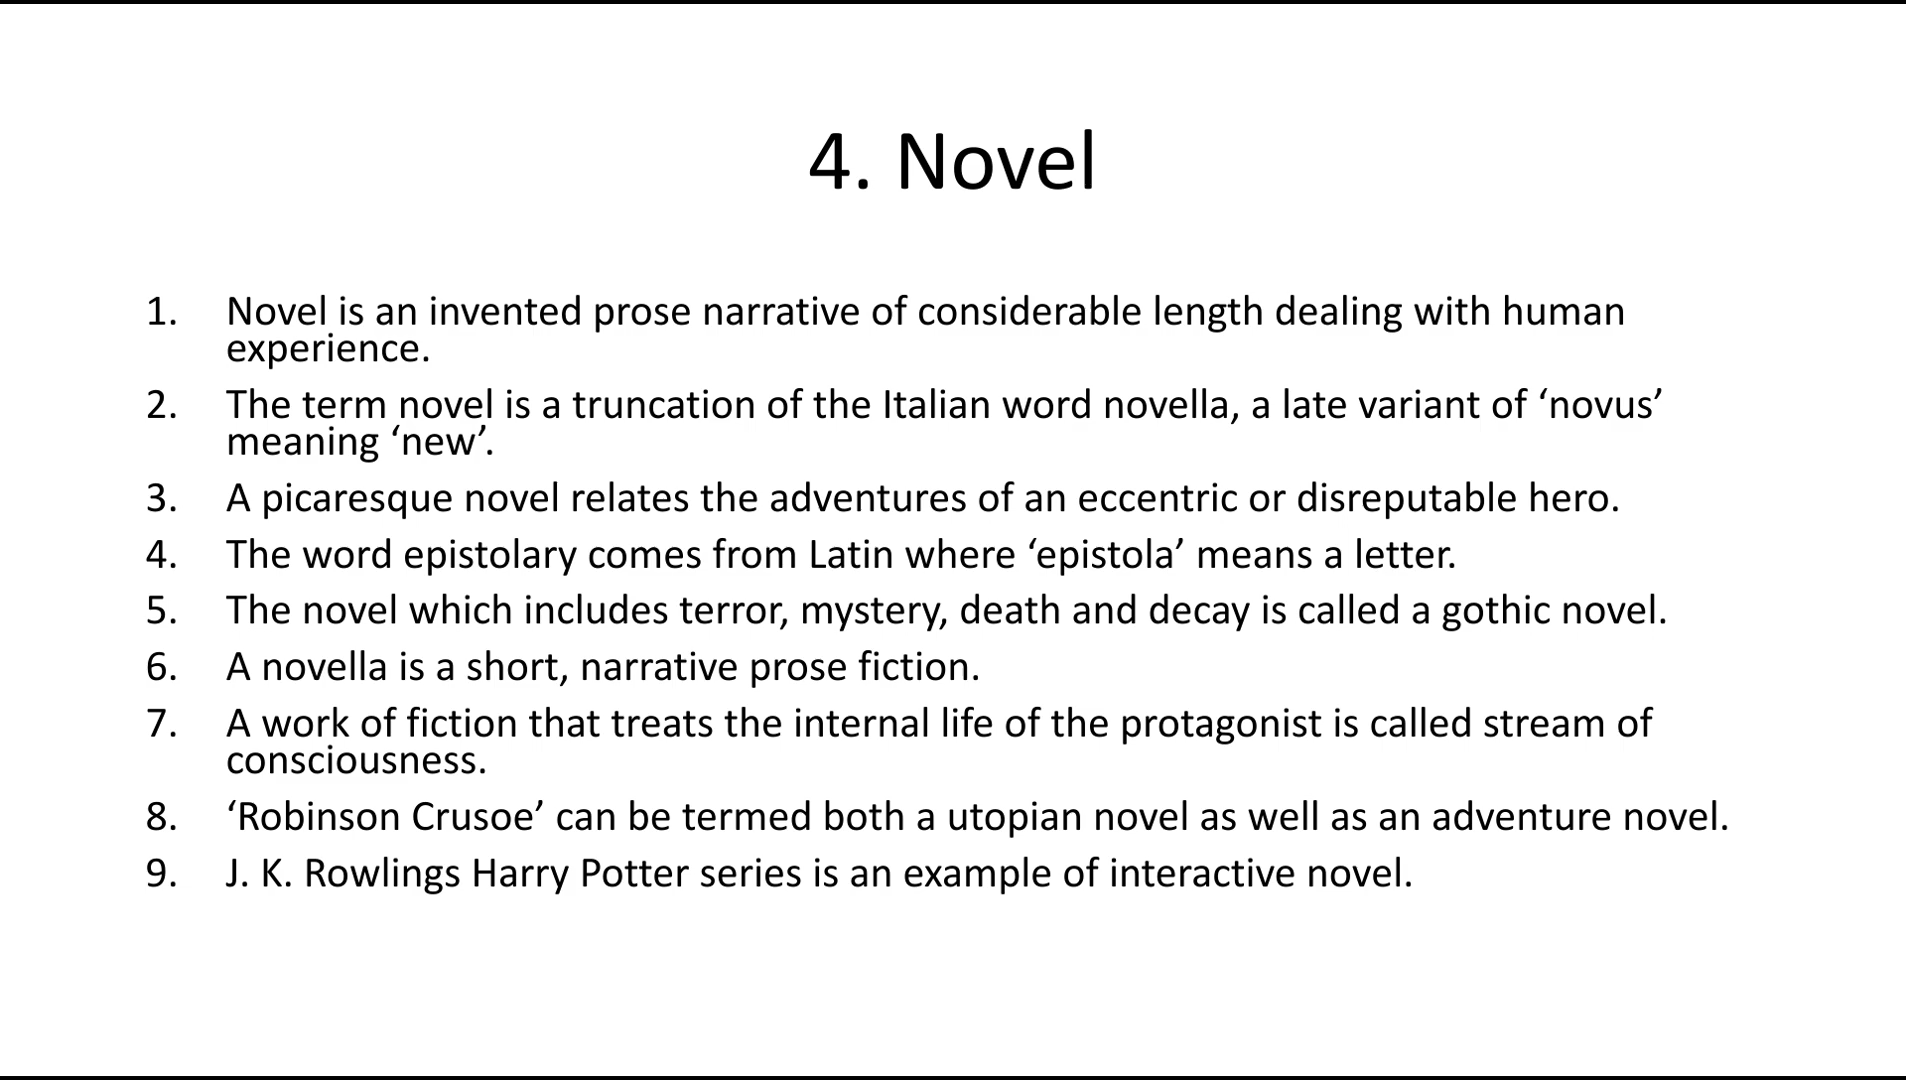 4. Novel
1. Novel is an invented prose narrative of considerable length dealing with human
experience.
2. The term novel is a truncation of the Italian word novella, a late variant of ‘novus’
meaning ‘new’.
3. A picaresque novel relates the adventures of an eccentric or disreputable hero.
4. The word epistolary comes from Latin where ‘epistola’ means a letter.
5. The novel which includes terror, mystery, death and decay is called a gothic novel.
6. A novella is a short, narrative prose fiction.
7. A work of fiction that treats the internal life of the protagonist is called stream of
consciousness.
8. ‘Robinson Crusoe’ can be termed both a utopian novel as well as an adventure novel.
9. J. K. Rowlings Harry Potter series is an example of interactive novel.